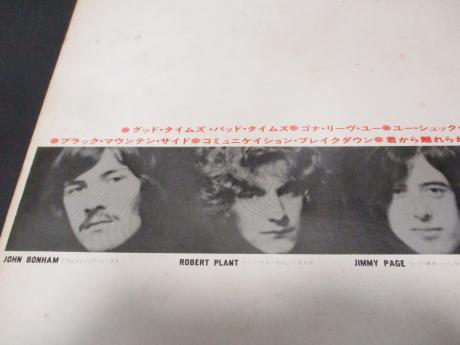 ●グッド・タイムズ・バッド・タイムズ●ゴナ・リーヴ・ユー●ユー・シュック・
●ブラック・マウンテン・サイド●コミュニケイション・ブレイクダウン●君から離れら
JOHN BONHAM ROBERT PLANT JIMMY PAGE